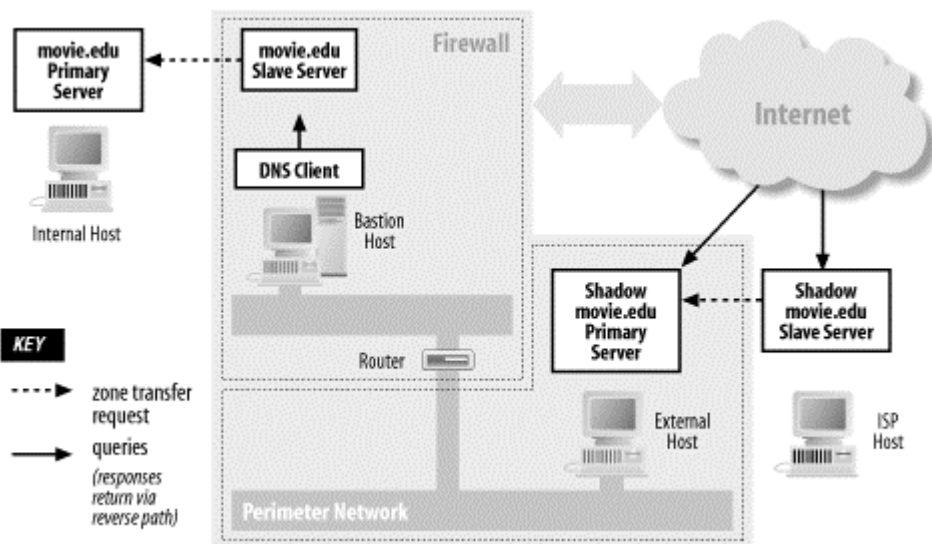 movie.edu
Primary
Server
Internal Host
movie.edu
Slave Server
DNS Client
Bastion
Host
Firewall
Internet
Router
Shadow
movie.edu
Primary
Server
Shadow
movie.edu
Slave Server
External
Host
ISP
Host
Perimeter Network
KEY
zone transfer
request
queries
(responses
return via
reverse path)